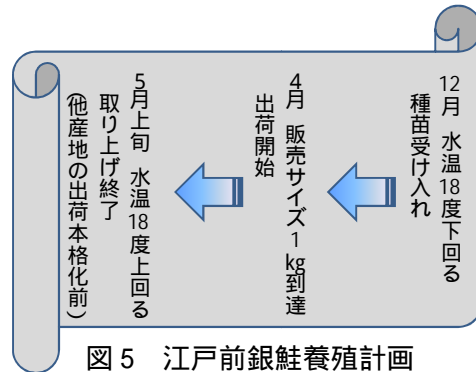 12月 水温18度下回る
種苗受け入れ
4月 販売サイズ1kg到達
出荷開始
5月上旬 水温18度上回る
取り上げ終了
(他産地の出荷本格化前)
図5 江戸前銀鮭養殖計画